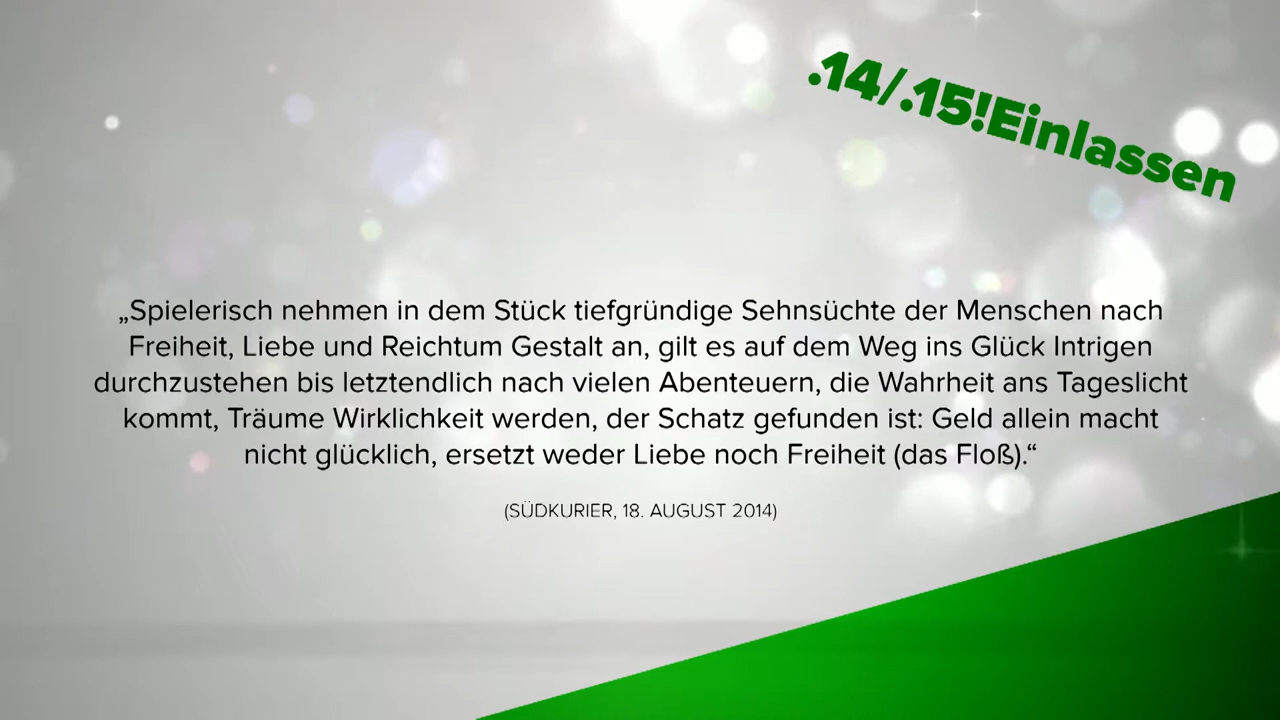 .14/.15!Einlassen
„Spielerisch nehmen in dem Stück tiefgründige Sehnsüchte der Menschen nach
Freiheit, Liebe und Reichtum Gestalt an, gilt es auf dem Weg ins Glück Intrigen
durchzustehen bis letztendlich nach vielen Abenteuern, die Wahrheit ans Tageslicht
kommt, Träume Wirklichkeit werden, der Schatz gefunden ist: Geld allein macht
nicht glücklich, ersetzt weder Liebe noch Freiheit (das Floß).“
(SÜDKURIER, 18. AUGUST 2014)